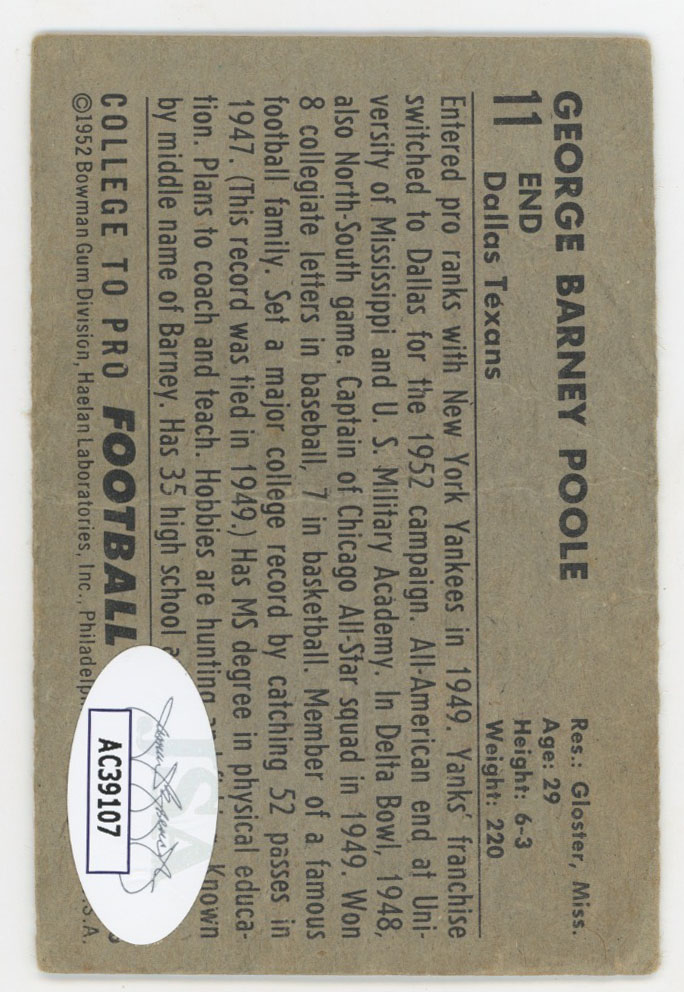 GEORGE BARNEY POOLE
11
END
Dallas Texans
Res.: Gloster, Miss.
Age: 29
Height: 6-3
Weight: 220
Entered pro ranks with New York Yankees in 1949. Yanks' franchise
switched to Dallas for the 1952 campaign. All-American end at Uni-
versity of Mississippi and U. S. Military Academy. In Delta Bowl, 1948,
also North-South game. Captain of Chicago All-Star squad in 1949. Won
8 collegiate letters in baseball, 7 in basketball. Member of a famous
football family. Set a major college record by catching 52 passes in
1947. (This record was tied in 1949.) Has MS degree in physical educa-
tion. Plans to coach and teach. Hobbies are hunting Known
by middle name of Barney. Has 35 high school
COLLEGE TO PRO FOOTBALL
©1952 Bowman Gum Division, Haelan Laboratories, Inc., Philadelph S.A.
JSA
AC39107